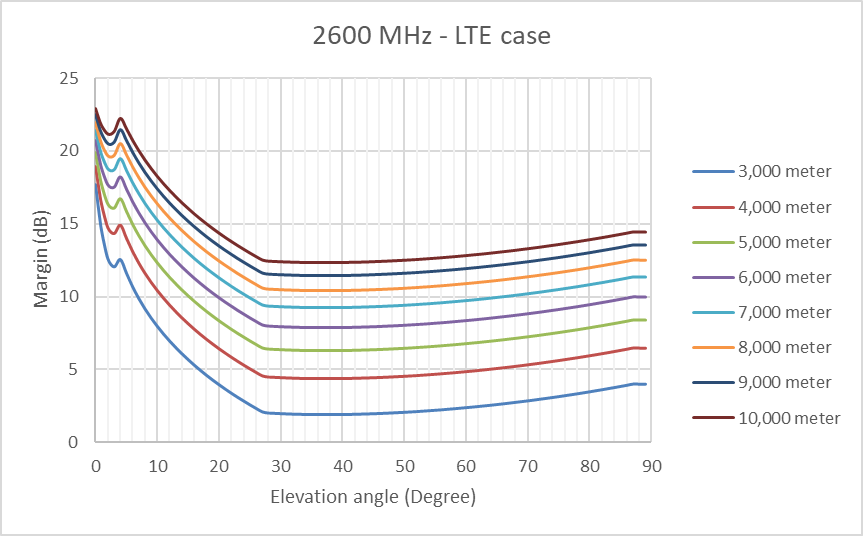 2600 MHz - LTE case
25
20
15
10
5
0
Margin (dB)
0 10 20 30 40 50 60 70 80 90
Elevation angle (Degree)
3,000 meter
4,000 meter
5,000 meter
6,000 meter
7,000 meter
8,000 meter
9,000 meter
10,000 meter